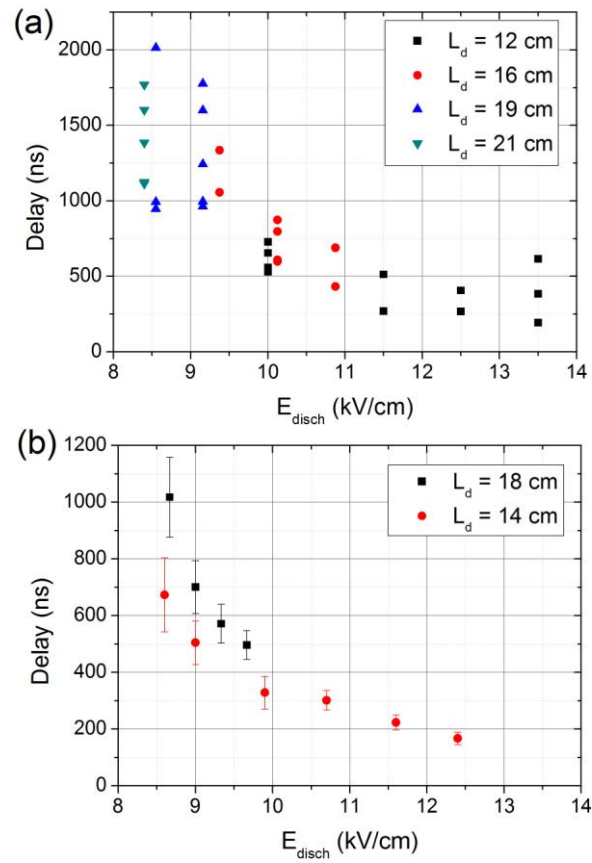 (a)
2000
1500
1000
500
0
Delay (ns)
L_d = 12 cm
L_d = 16 cm
L_d = 19 cm
L_d = 21 cm
8 9 10 11 12 13 14
E_disch (kV/cm)
(b)
1200
1000
800
600
400
200
0
Delay (ns)
L_d = 18 cm
L_d = 14 cm
8 9 10 11 12 13 14
E_disch (kV/cm)